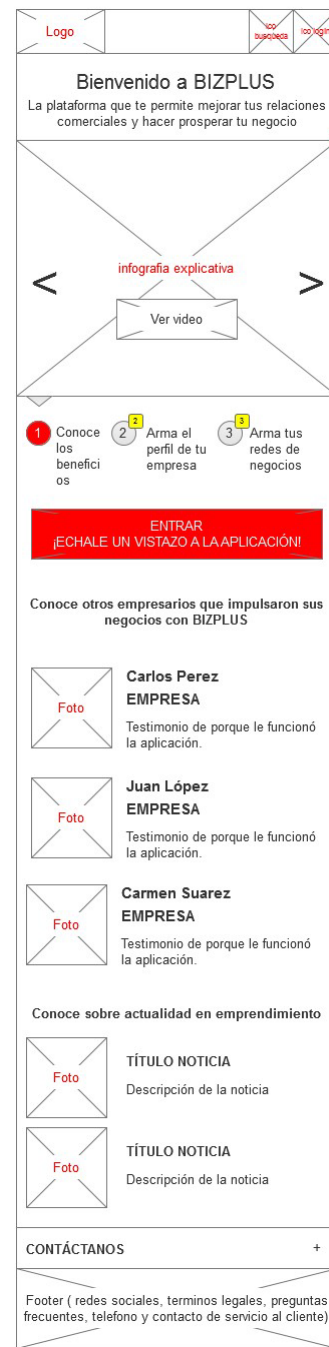 Logo
ico
busqueda
ico login
Bienvenido a BIZPLUS
La plataforma que te permite mejorar tus relaciones
comerciales y hacer prosperar tu negocio
infografia explicativa
<
>
Ver video
1
Conoce
los
benefici
os
2
2
Arma el
perfil de tu
empresa
3
3
Arma tus
redes de
negocios
ENTRAR
¡ECHALE UN VISTAZO A LA APLICACIÓN!
Conoce otros empresarios que impulsaron sus
negocios con BIZPLUS
Foto
Carlos Perez
EMPRESA
Testimonio de porque le funcionó
la aplicación.
Foto
Juan López
EMPRESA
Testimonio de porque le funcionó
la aplicación.
Foto
Carmen Suarez
EMPRESA
Testimonio de porque le funcionó
la aplicación.
Conoce sobre actualidad en emprendimiento
Foto
TÍTULO NOTICIA
Descripción de la noticia
Foto
TÍTULO NOTICIA
Descripción de la noticia
CONTÁCTANOS +
Footer ( redes sociales, terminos legales, preguntas
frecuentes, telefono y contacto de servicio al cliente)